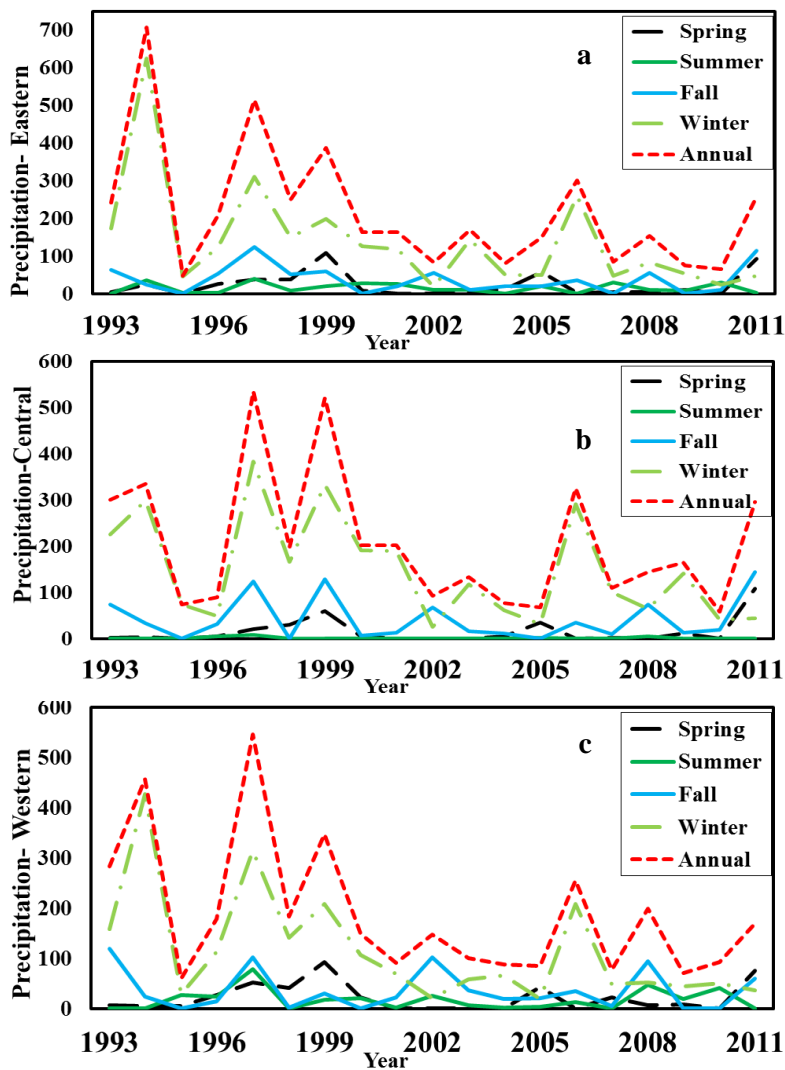 Precipitation- Eastern
700
600
500
400
300
200
100
0
a
Spring
Summer
Fall
Winter
Annual
1993 1996 1999 2002 2005 2008 2011
Year
Precipitation-Central
600
500
400
300
200
100
0
b
Spring
Summer
Fall
Winter
Annual
1993 1996 1999 2002 2005 2008 2011
Year
Precipitation- Western
600
500
400
300
200
100
0
c
Spring
Summer
Fall
Winter
Annual
1993 1996 1999 2002 2005 2008 2011
Year